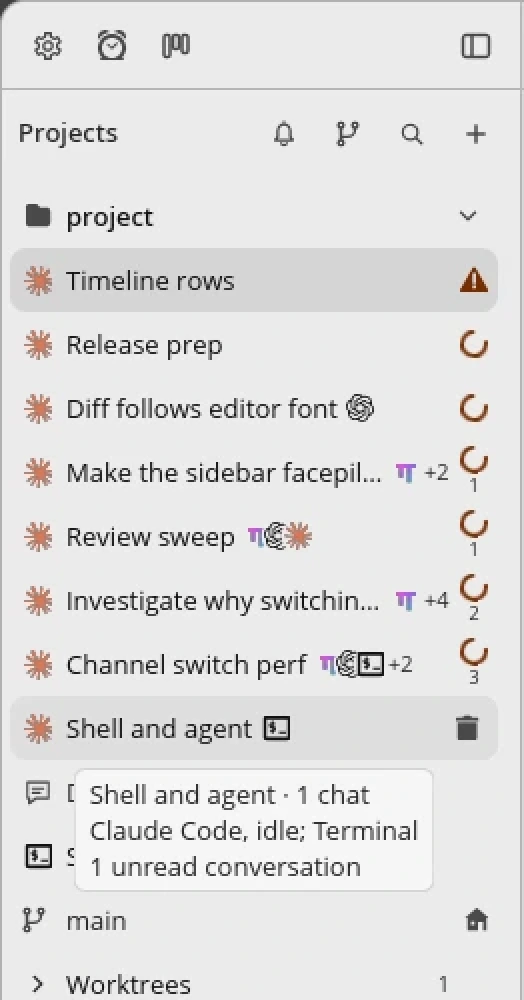 Projects
project
Timeline rows
Release prep
Diff follows editor font
Make the sidebar facepil... +2
1
Review sweep
1
Investigate why switchin... +4
2
Channel switch perf +2
3
Shell and agent
Shell and agent · 1 chat
Claude Code, idle; Terminal
1 unread conversation
main
Worktrees 1